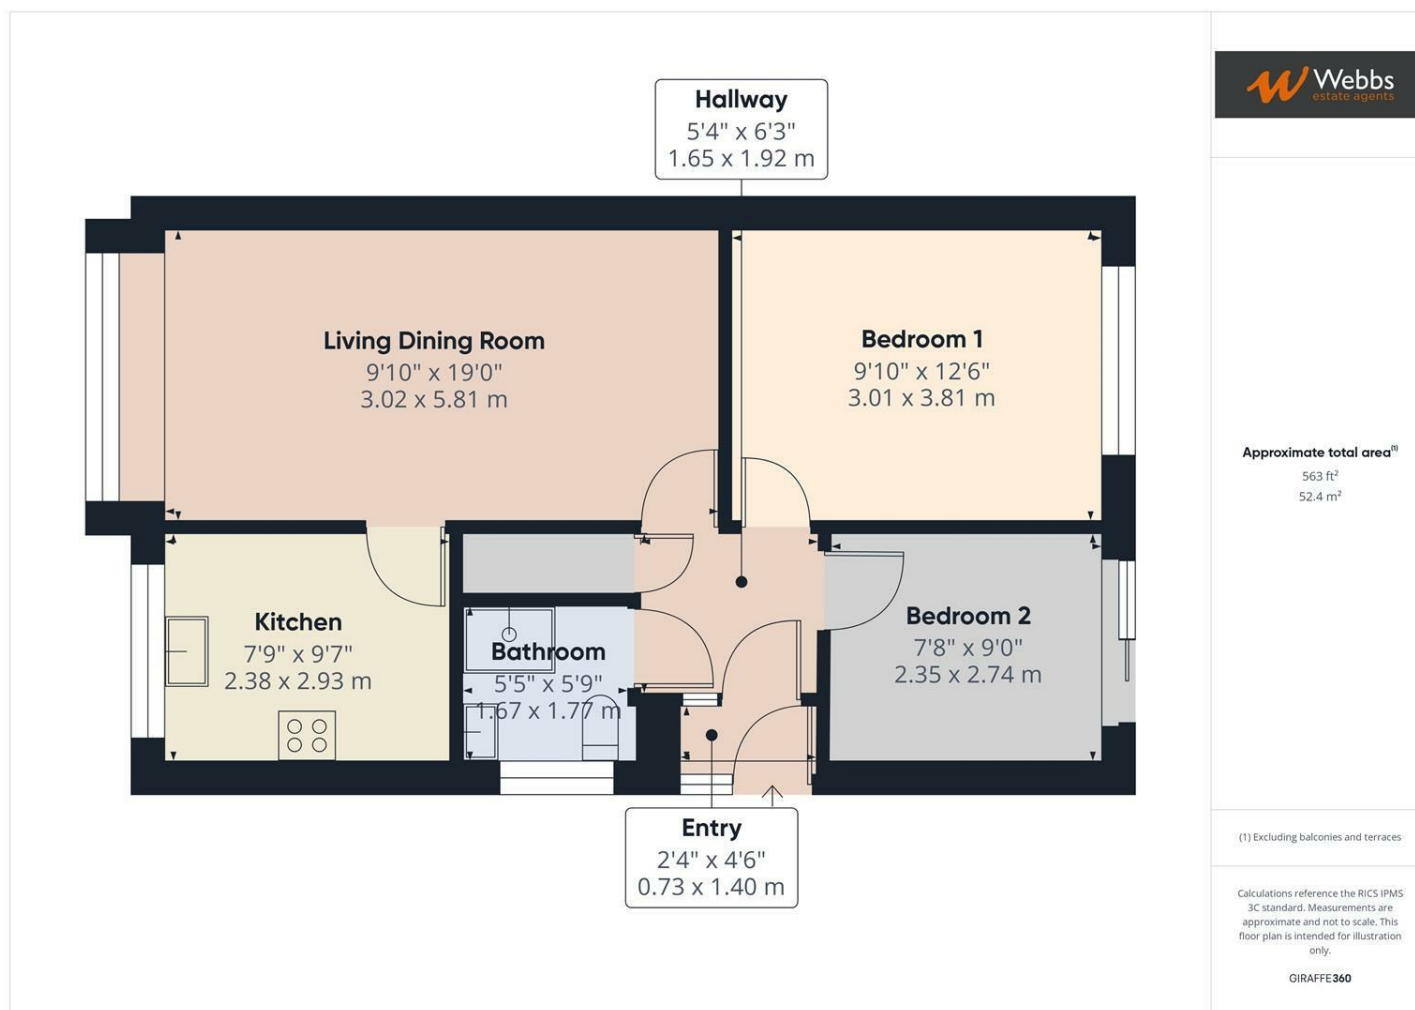 Hallway
5'4" x 6'3"
1.65 x 1.92 m
Webbs
estate agents
Living Dining Room
9'10" x 19'0"
3.02 x 5.81 m
Bedroom 1
9'10" x 12'6"
3.01 x 3.81 m
Kitchen
7'9" x 9'7"
2.38 x 2.93 m
Bathroom
5'5" x 5'9"
1.67 x 1.77 m
Bedroom 2
7'8" x 9'0"
2.35 x 2.74 m
Entry
2'4" x 4'6"
0.73 x 1.40 m
Approximate total area⁽¹⁾
563 ft²
52.4 m²
(1) Excluding balconies and terraces
Calculations reference the RICS IPMS
3C standard. Measurements are
approximate and not to scale. This
floor plan is intended for illustration
only.
GIRAFFE360